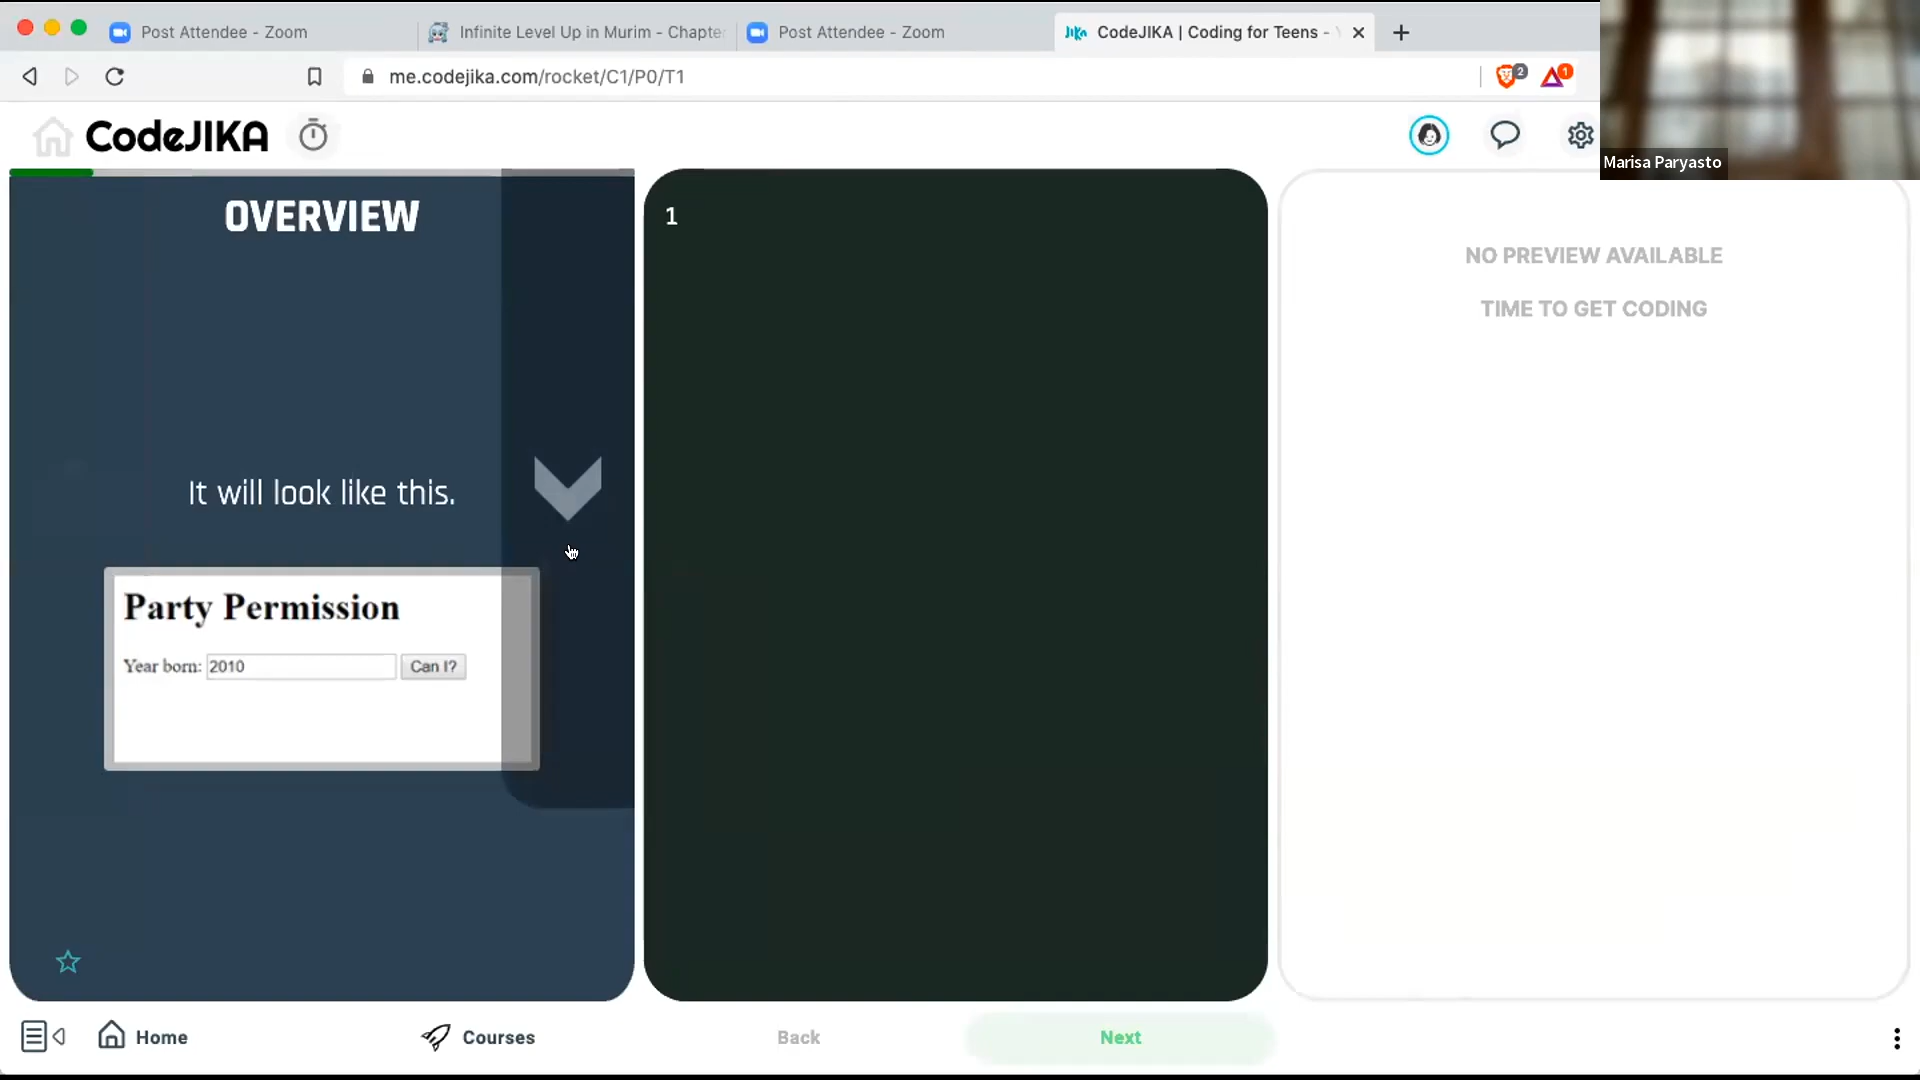 Post Attendee - Zoom
Infinite Level Up in Murim - Chapte
Post Attendee - Zoom
CodeJIKA | Coding for Teens -
me.codejika.com/rocket/C1/P0/T1
2
1
CodeJIKA
Marisa Paryasto
OVERVIEW
It will look like this.
Party Permission
Year born: 2010 Can I?
1
NO PREVIEW AVAILABLE
TIME TO GET CODING
Home
Courses
Back
Next